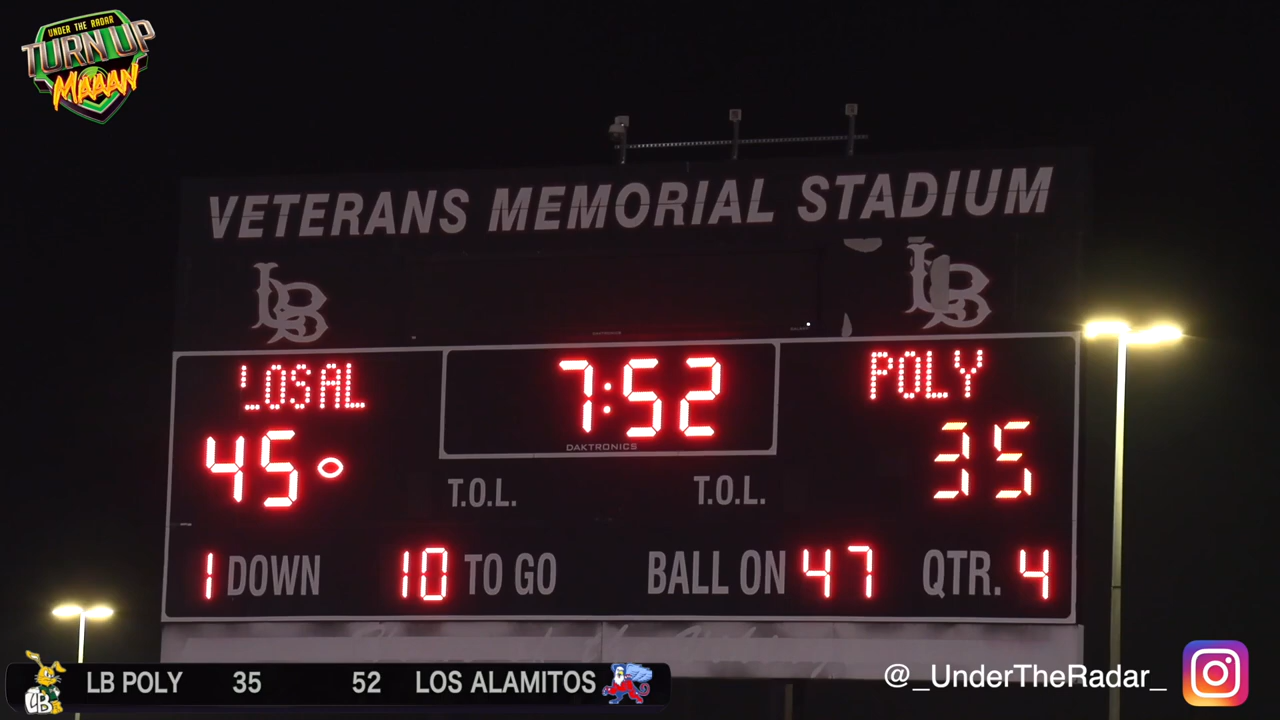 UNDER THE RADAR
TURN UP
MAAAN
VETERANS MEMORIAL STADIUM
LB LB
LOSAL 7:52 POLY
DAKTRONICS
45 35
T.O.L. T.O.L.
1 DOWN 10 TO GO BALL ON 47 QTR. 4
LB POLY 35 52 LOS ALAMITOS
@_UnderTheRadar_